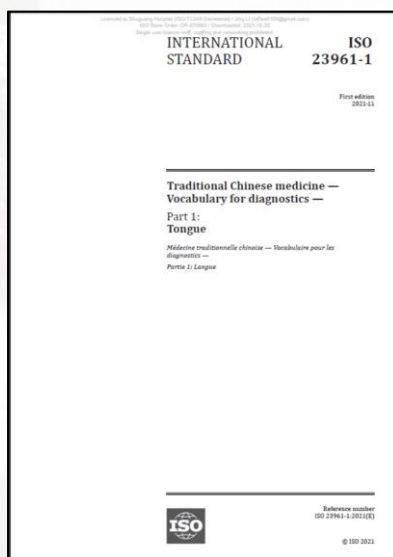 INTERNATIONAL STANDARD
ISO 23961-1
First edition
2021-11
Traditional Chinese medicine —
Vocabulary for diagnostics —
Part 1:
Tongue
Médecine traditionnelle chinoise — Vocabulaire pour les
diagnostics —
Partie 1: Langue
ISO
Reference number
ISO 23961-1:2021(E)
© ISO 2021